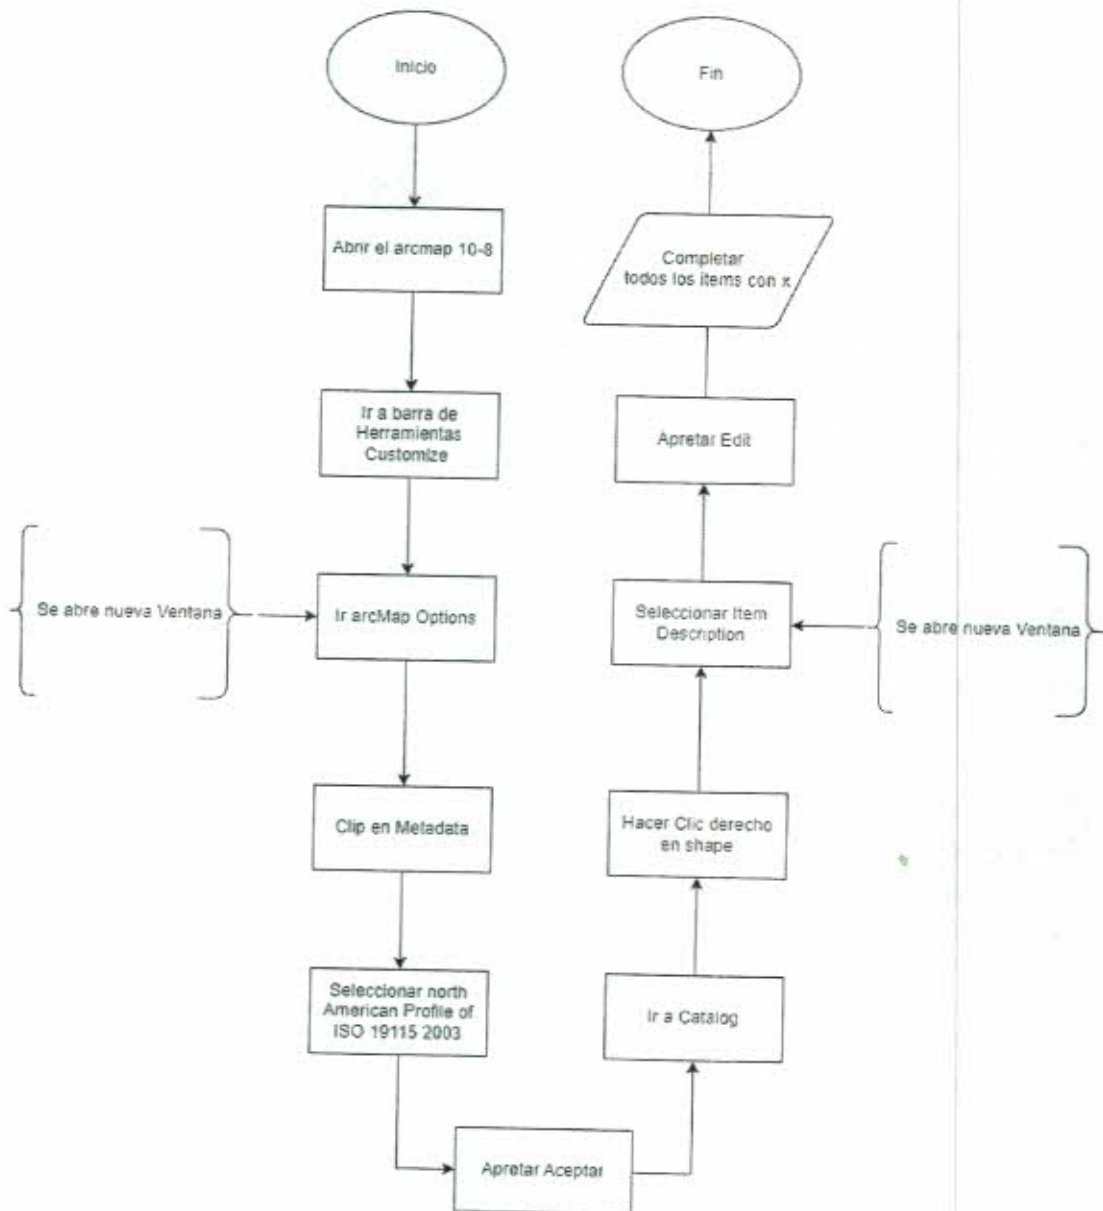 Inicio
Abrir el arcmap 10-8
Ir a barra de
Herramientas
Customize
Se abre nueva Ventana
Ir arcMap Options
Clip en Metadata
Seleccionar north
American Profile of
ISO 19115 2003
Apretar Aceptar
Ir a Catalog
Hacer Clic derecho
en shape
Seleccionar Item
Description
Se abre nueva Ventana
Apretar Edit
Completar
todos los items con x
Fin